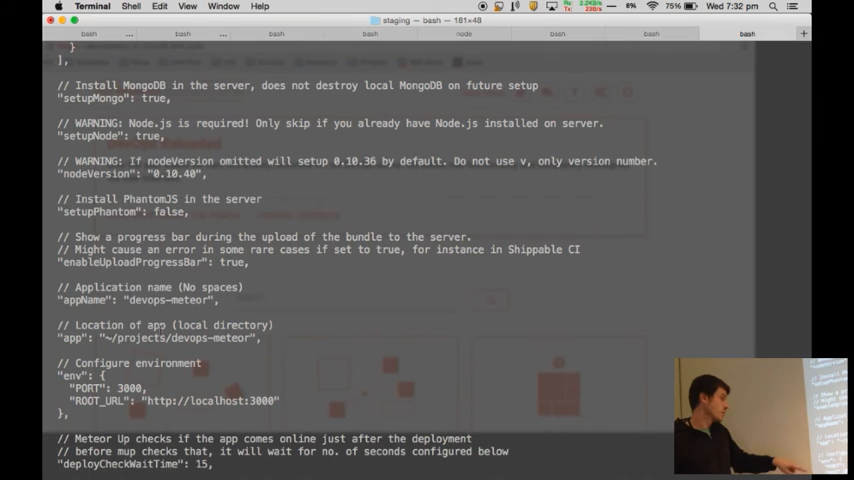 Terminal Shell Edit View Window Help
2.2KB/s
Tx: 23B/s
8%
75%
Wed 7:32 pm
staging — bash — 181×48
bash ... bash ... bash bash node bash bash +
}
],
// Install MongoDB in the server, does not destroy local MongoDB on future setup
"setupMongo": true,
// WARNING: Node.js is required! Only skip if you already have Node.js installed on server.
"setupNode": true,
// WARNING: If nodeVersion omitted will setup 0.10.36 by default. Do not use v, only version number.
"nodeVersion": "0.10.40",
// Install PhantomJS in the server
"setupPhantom": false,
// Show a progress bar during the upload of the bundle to the server.
// Might cause an error in some rare cases if set to true, for instance in Shippable CI
"enableUploadProgressBar": true,
// Application name (No spaces)
"appName": "devops-meteor",
// Location of app (local directory)
"app": "~/projects/devops-meteor",
// Configure environment
"env": {
"PORT": 3000,
"ROOT_URL": "http://localhost:3000"
},
// Meteor Up checks if the app comes online just after the deployment
// before mup checks that, it will wait for no. of seconds configured below
"deployCheckWaitTime": 15,